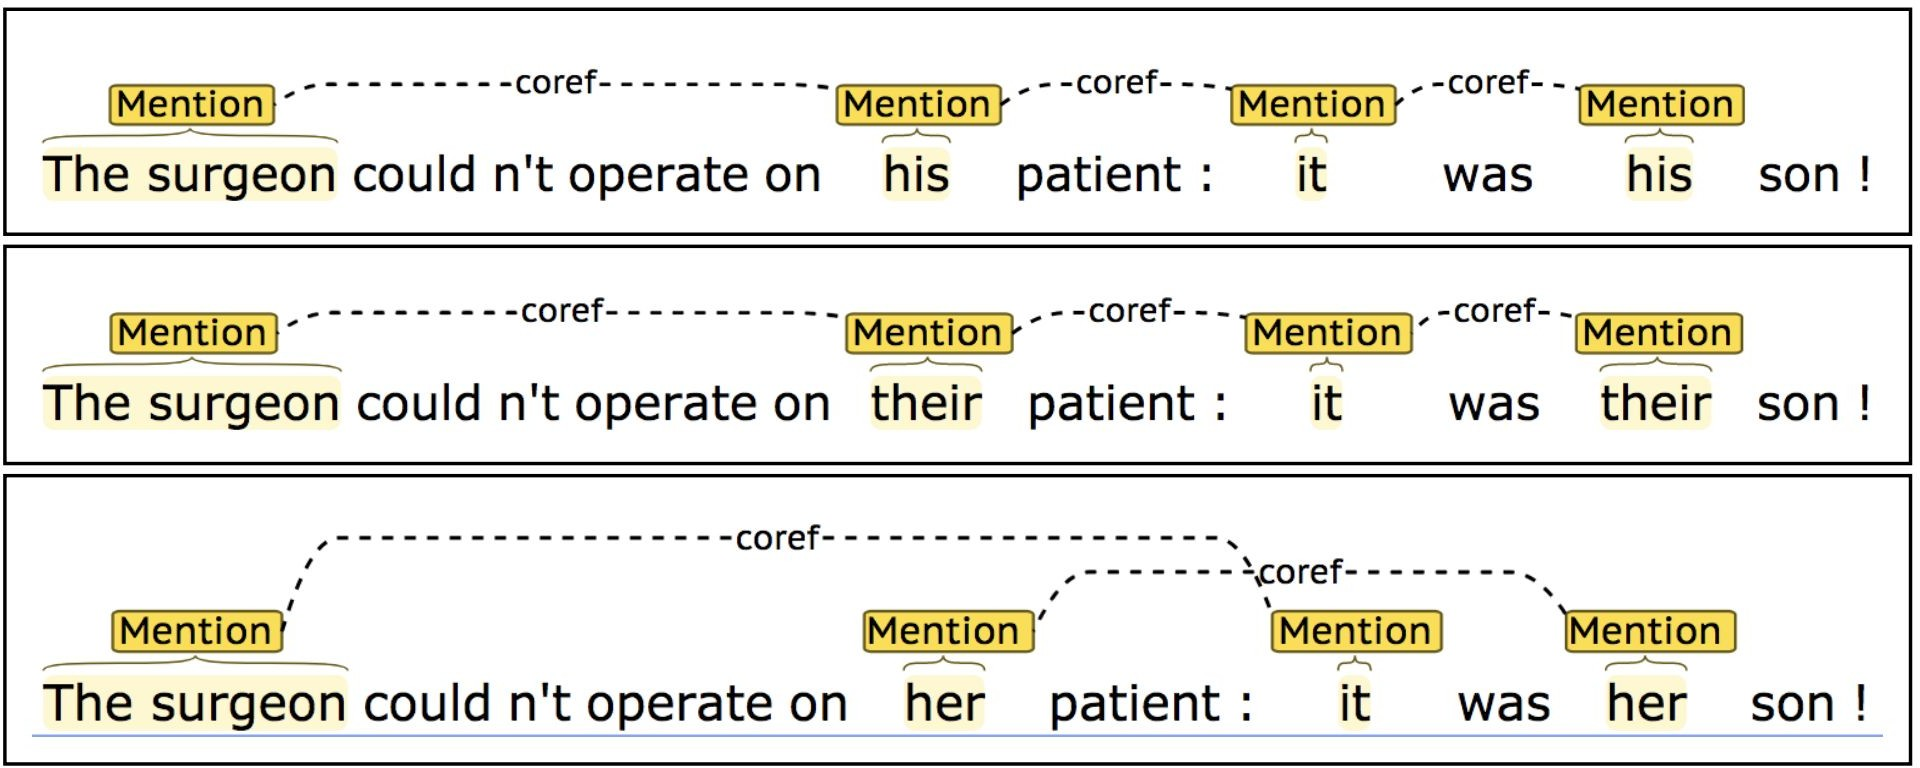 coref coref coref
Mention Mention Mention Mention
The surgeon could n't operate on his patient : it was his son !
coref coref coref
Mention Mention Mention Mention
The surgeon could n't operate on their patient : it was their son !
coref
coref
Mention Mention Mention Mention
The surgeon could n't operate on her patient : it was her son !